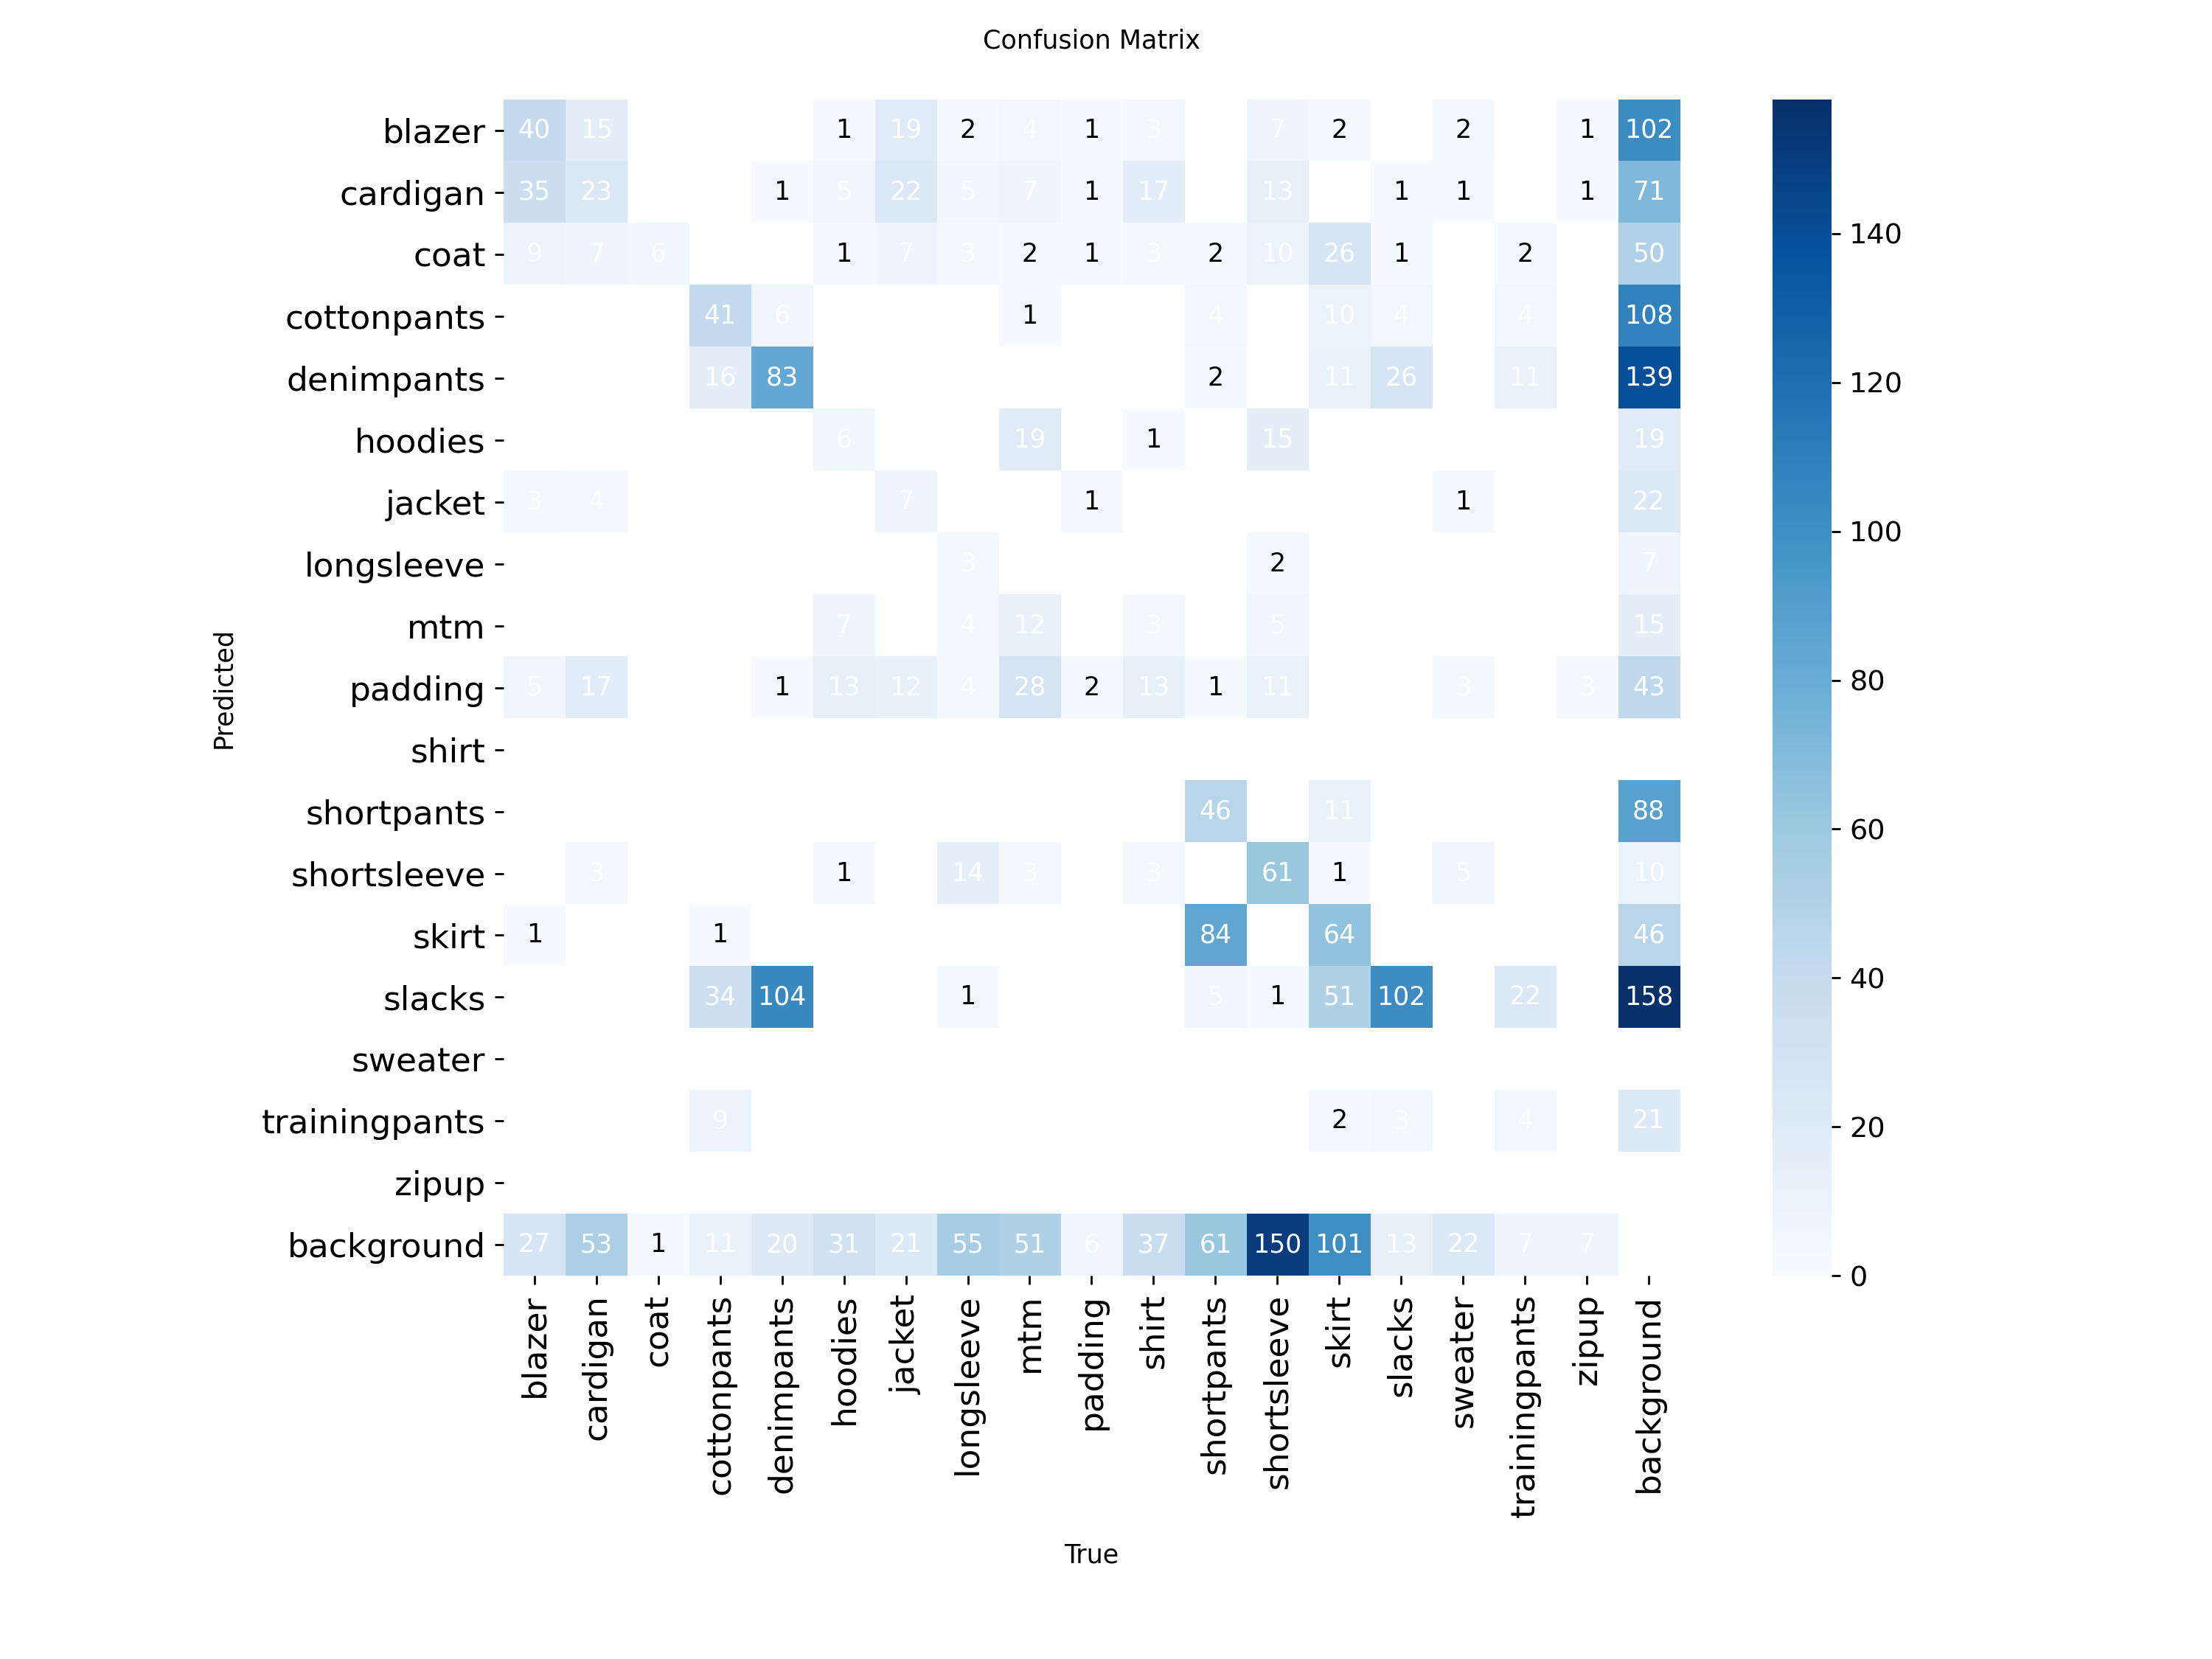 Confusion Matrix
blazer 40 15 1 19 2 4 1 3 7 2 2 1 102
cardigan 35 23 1 5 22 5 7 1 17 13 1 1 1 71
coat 9 7 6 1 7 3 2 1 3 2 10 26 1 2 50
140
cottonpants 41 6 1 4 10 4 4 108
denimpants 16 83 2 11 26 11 139
120
hoodies 6 19 1 15 19
jacket 3 4 7 1 1 22
100
longsleeve 3 2 7
mtm 7 4 12 3 5 15
Predicted
padding 5 17 1 13 12 4 28 2 13 1 11 3 3 43
80
shirt
shortpants 46 11 88
60
shortsleeve 3 1 14 3 3 61 1 5 10
skirt 1 1 84 64 46
40
slacks 34 104 1 5 1 51 102 22 158
sweater
trainingpants 9 2 3 4 21
20
zipup
background 27 53 1 11 20 31 21 55 51 6 37 61 150 101 13 22 7 7
0
blazer cardigan coat cottonpants denimpants hoodies jacket longsleeve mtm padding shirt shortpants shortsleeve skirt slacks sweater trainingpants zipup background
True